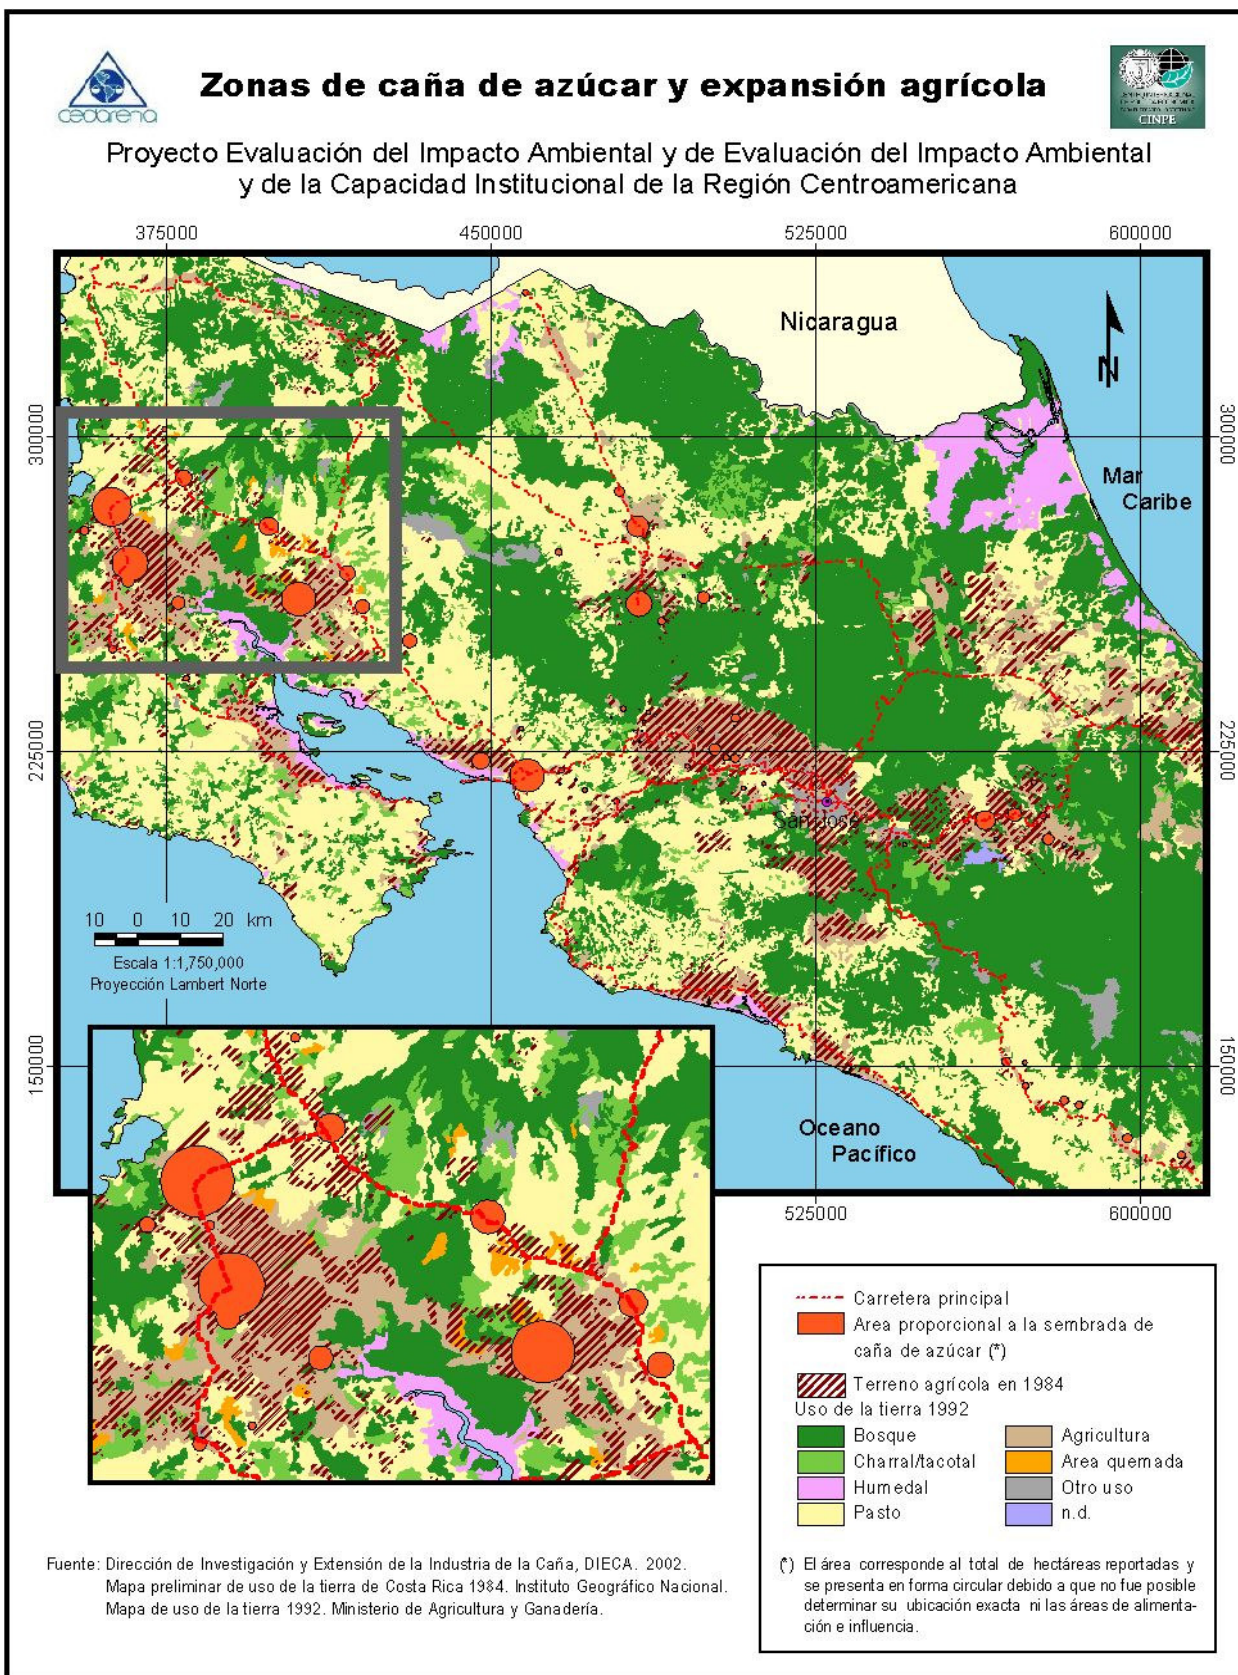 Zonas de caña de azúcar y expansión agrícola
cedarena
CINPE
Proyecto Evaluación del Impacto Ambiental y de Evaluación del Impacto Ambiental
y de la Capacidad Institucional de la Región Centroamericana
375000
450000
525000
600000
Nicaragua
N
300000
300000
Mar
Caribe
225000
225000
San José
10 0 10 20 km
Escala 1:1,750,000
Proyección Lambert Norte
150000
150000
Oceano
Pacífico
525000
600000
Carretera principal
Area proporcional a la sembrada de
caña de azúcar (*)
Terreno agrícola en 1984
Uso de la tierra 1992
Bosque
Agricultura
Charral/tacotal
Area quemada
Humedal
Otro uso
Pasto
n.d.
Fuente: Dirección de Investigación y Extensión de la Industria de la Caña, DIECA. 2002.
Mapa preliminar de uso de la tierra de Costa Rica 1984. Instituto Geográfico Nacional.
Mapa de uso de la tierra 1992. Ministerio de Agricultura y Ganadería.
(*) El área corresponde al total de hectáreas reportadas y
se presenta en forma circular debido a que no fue posible
determinar su ubicación exacta ni las áreas de alimenta-
ción e influencia.